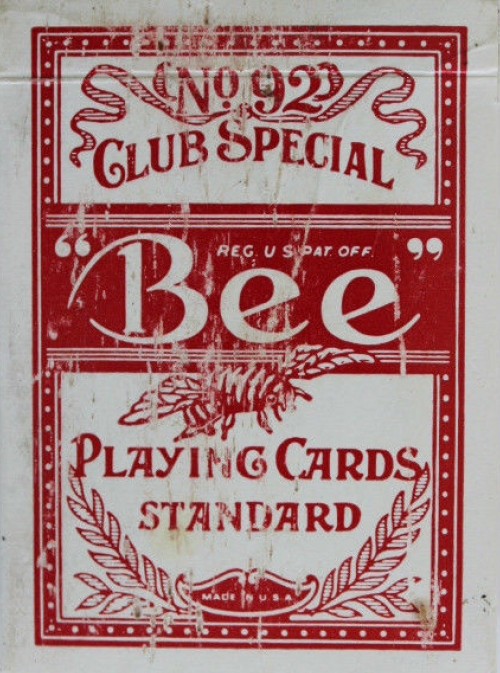 No. 92
CLUB SPECIAL
REG. U S PAT. OFF.
“Bee”
PLAYING CARDS
STANDARD
MADE IN U.S.A.